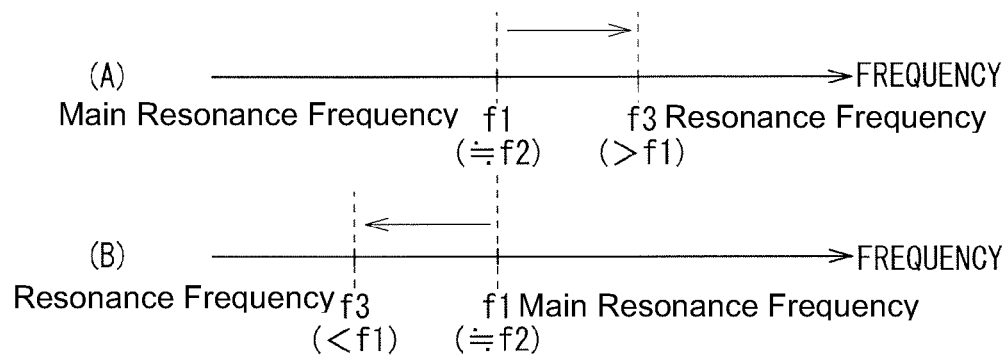 (A) FREQUENCY
Main Resonance Frequency f1 f3 Resonance Frequency
(≒f2) (>f1)
(B) FREQUENCY
Resonance Frequency f3 f1 Main Resonance Frequency
(<f1) (≒f2)